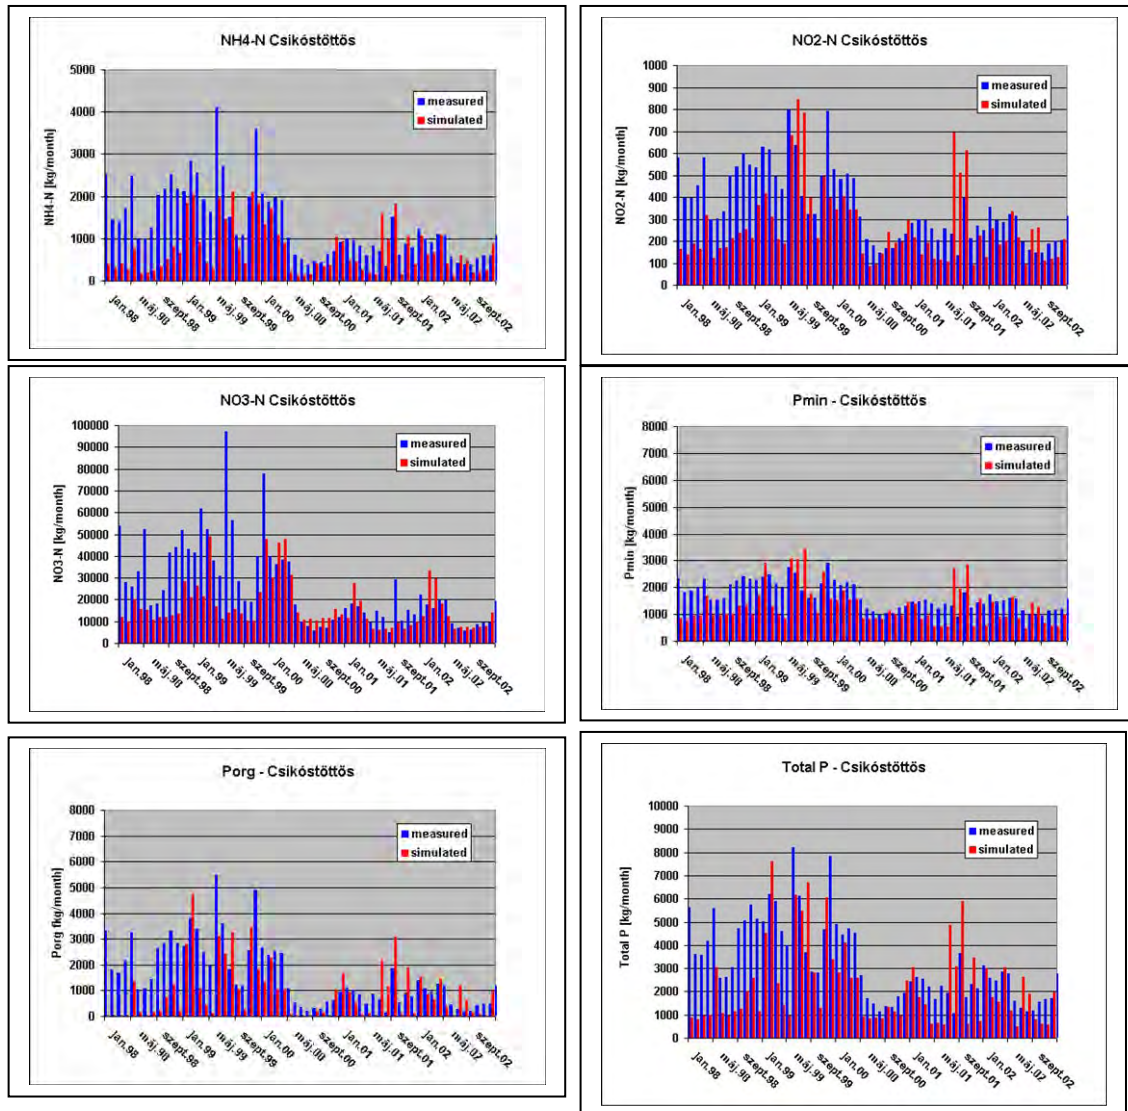 NH4-N Csikóstöttös
5000
4000
3000
2000
1000
0
NH4-N [kg/month]
measured
simulated
jan.98
máj.98
szept.98
jan.99
máj.99
szept.99
jan.00
máj.00
szept.00
jan.01
máj.01
szept.01
jan.02
máj.02
szept.02
NO2-N Csikóstöttös
1000
900
800
700
600
500
400
300
200
100
0
NO2-N [kg/month]
measured
simulated
jan.98
máj.98
szept.98
jan.99
máj.99
szept.99
jan.00
máj.00
szept.00
jan.01
máj.01
szept.01
jan.02
máj.02
szept.02
NO3-N Csikóstöttös
100000
90000
80000
70000
60000
50000
40000
30000
20000
10000
0
NO3-N [kg/month]
measured
simulated
jan.98
máj.98
szept.98
jan.99
máj.99
szept.99
jan.00
máj.00
szept.00
jan.01
máj.01
szept.01
jan.02
máj.02
szept.02
Pmin - Csikóstöttös
8000
7000
6000
5000
4000
3000
2000
1000
0
Pmin [kg/month]
measured
simulated
jan.98
máj.98
szept.98
jan.99
máj.99
szept.99
jan.00
máj.00
szept.00
jan.01
máj.01
szept.01
jan.02
máj.02
szept.02
Porg - Csikóstöttös
8000
7000
6000
5000
4000
3000
2000
1000
0
Porg [kg/month]
measured
simulated
jan.98
máj.98
szept.98
jan.99
máj.99
szept.99
jan.00
máj.00
szept.00
jan.01
máj.01
szept.01
jan.02
máj.02
szept.02
Total P - Csikóstöttös
10000
9000
8000
7000
6000
5000
4000
3000
2000
1000
0
Total P [kg/month]
measured
simulated
jan.98
máj.98
szept.98
jan.99
máj.99
szept.99
jan.00
máj.00
szept.00
jan.01
máj.01
szept.01
jan.02
máj.02
szept.02